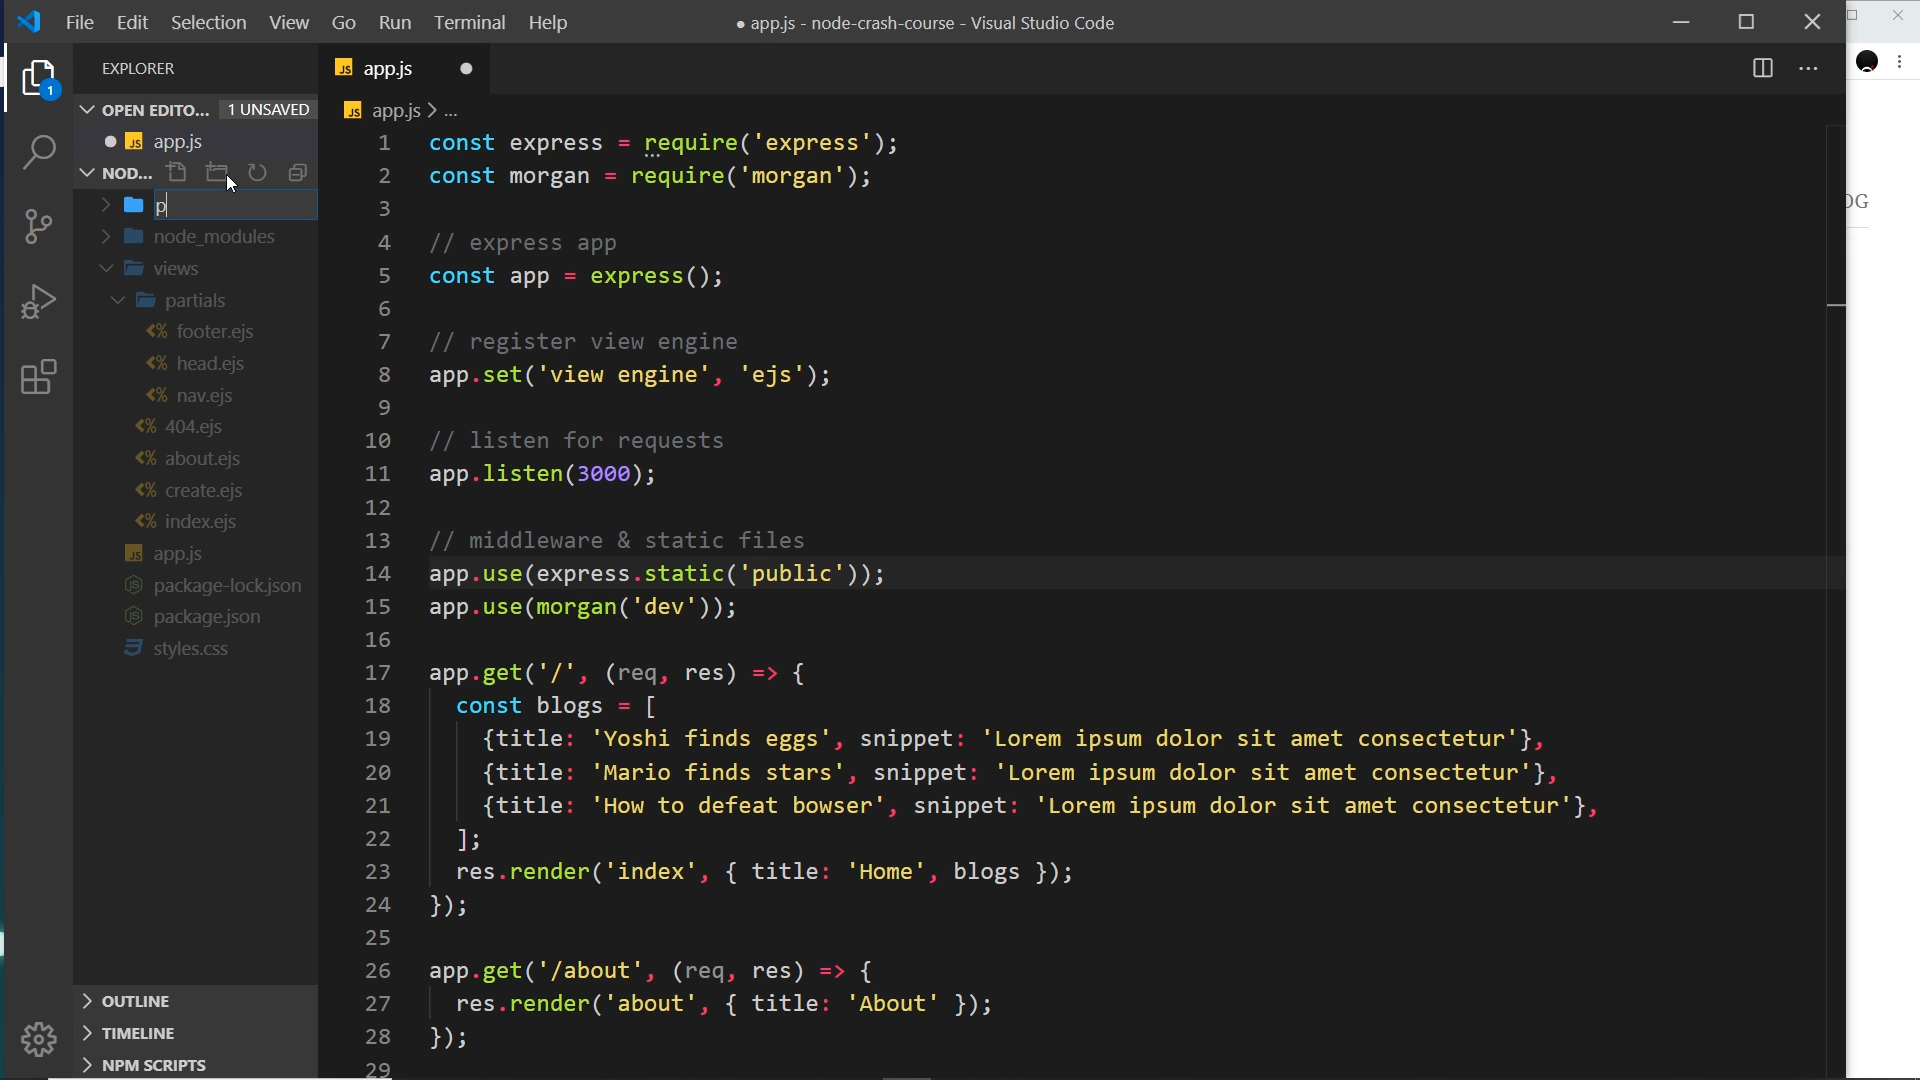 File Edit Selection View Go Run Terminal Help
● app.js - node-crash-course - Visual Studio Code
EXPLORER
OPEN EDITO... 1 UNSAVED
JS app.js
NOD...
p
node_modules
views
partials
<% footer.ejs
<% head.ejs
<% nav.ejs
<% 404.ejs
<% about.ejs
<% create.ejs
<% index.ejs
JS app.js
package-lock.json
package.json
styles.css
OUTLINE
TIMELINE
NPM SCRIPTS
1
JS app.js
JS app.js > ...
1 const express = require('express');
2 const morgan = require('morgan');
3
4 // express app
5 const app = express();
6
7 // register view engine
8 app.set('view engine', 'ejs');
9
10 // listen for requests
11 app.listen(3000);
12
13 // middleware & static files
14 app.use(express.static('public'));
15 app.use(morgan('dev'));
16
17 app.get('/', (req, res) => {
18 const blogs = [
19 {title: 'Yoshi finds eggs', snippet: 'Lorem ipsum dolor sit amet consectetur'},
20 {title: 'Mario finds stars', snippet: 'Lorem ipsum dolor sit amet consectetur'},
21 {title: 'How to defeat bowser', snippet: 'Lorem ipsum dolor sit amet consectetur'},
22 ];
23 res.render('index', { title: 'Home', blogs });
24 });
25
26 app.get('/about', (req, res) => {
27 res.render('about', { title: 'About' });
28 });
29
OG